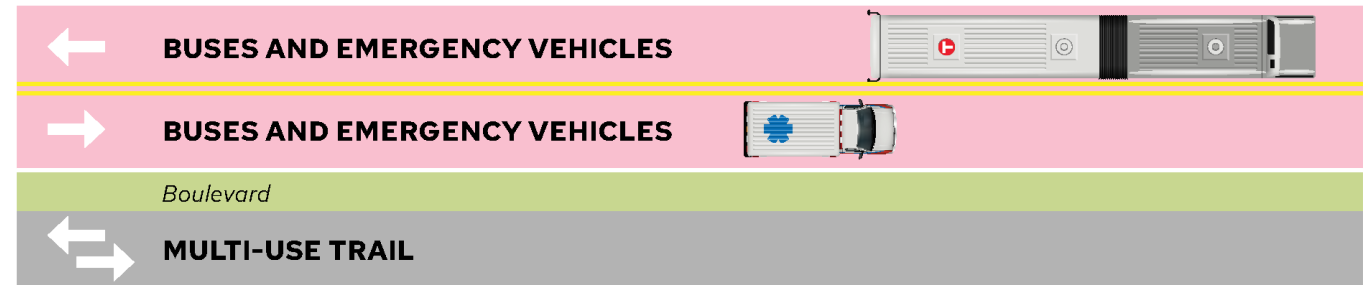 BUSES AND EMERGENCY VEHICLES
BUSES AND EMERGENCY VEHICLES
Boulevard
MULTI-USE TRAIL